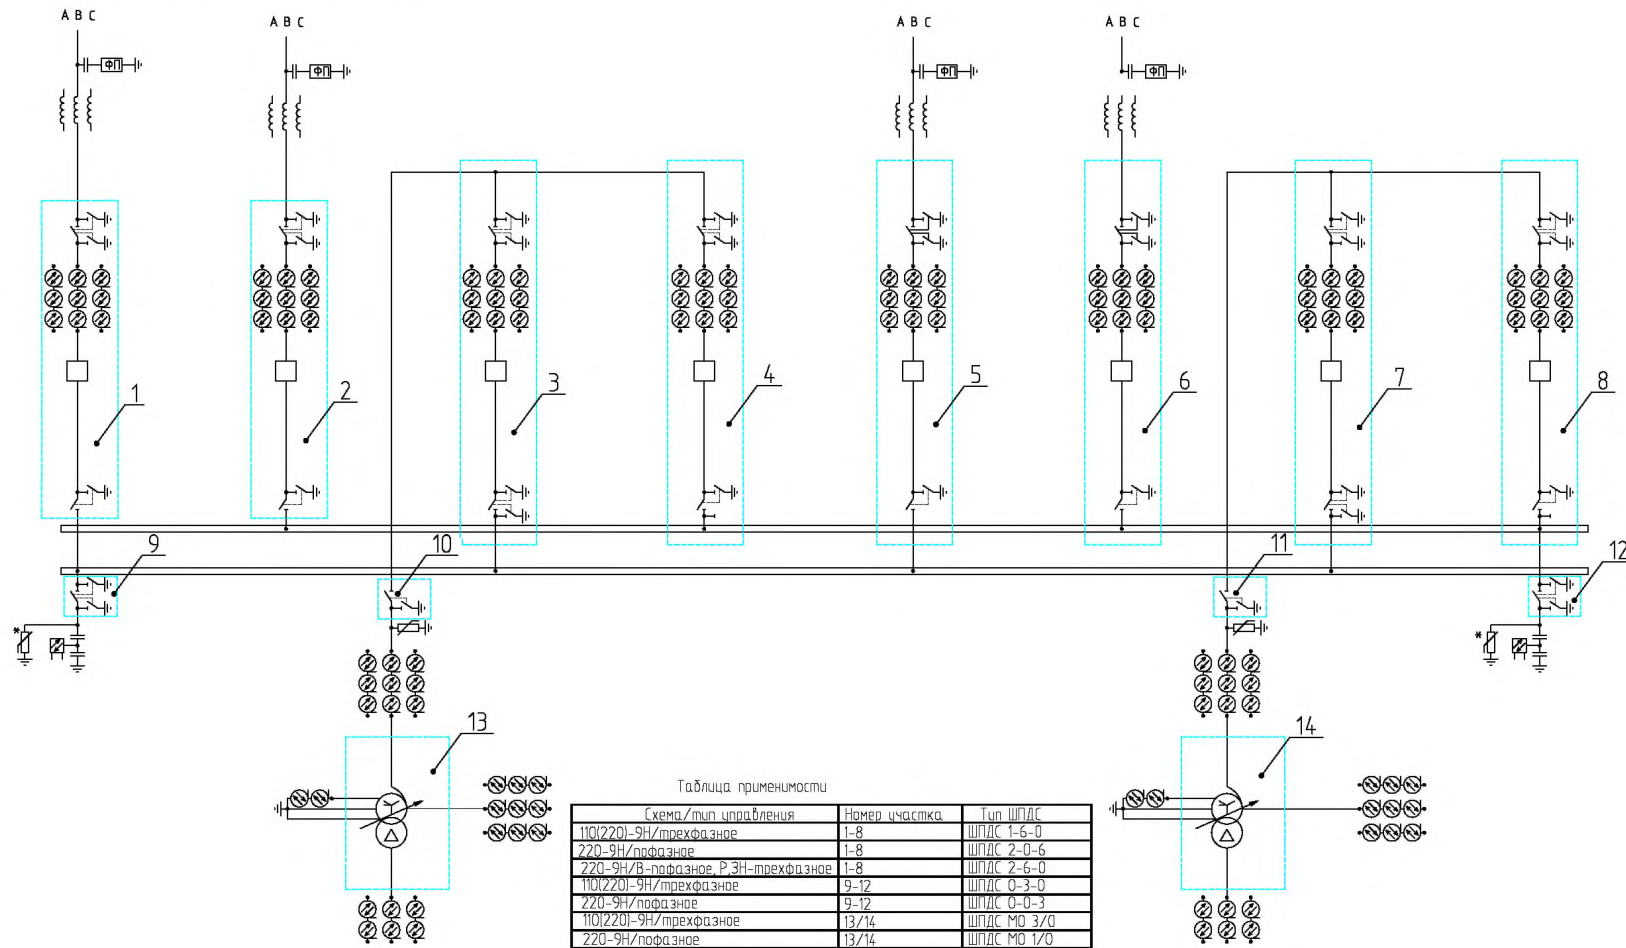 A B C
A B C
A B C
A B C
ФП
ФП
ФП
ФП
1
2
3
4
5
6
7
8
9
10
11
12
*
*
13
14
Таблица применимости
Схема/тип управления Номер участка Тип ШПДС
110(220)-9Н/трехфазное 1-8 ШПДС 1-6-0
220-9Н/пофазное 1-8 ШПДС 2-0-6
220-9Н/В-пофазное, Р,ЗН-трехфазное 1-8 ШПДС 2-6-0
110(220)-9Н/трехфазное 9-12 ШПДС 0-3-0
220-9Н/пофазное 9-12 ШПДС 0-0-3
110(220)-9Н/трехфазное 13/14 ШПДС МО 3/0
220-9Н/пофазное 13/14 ШПДС МО 1/0